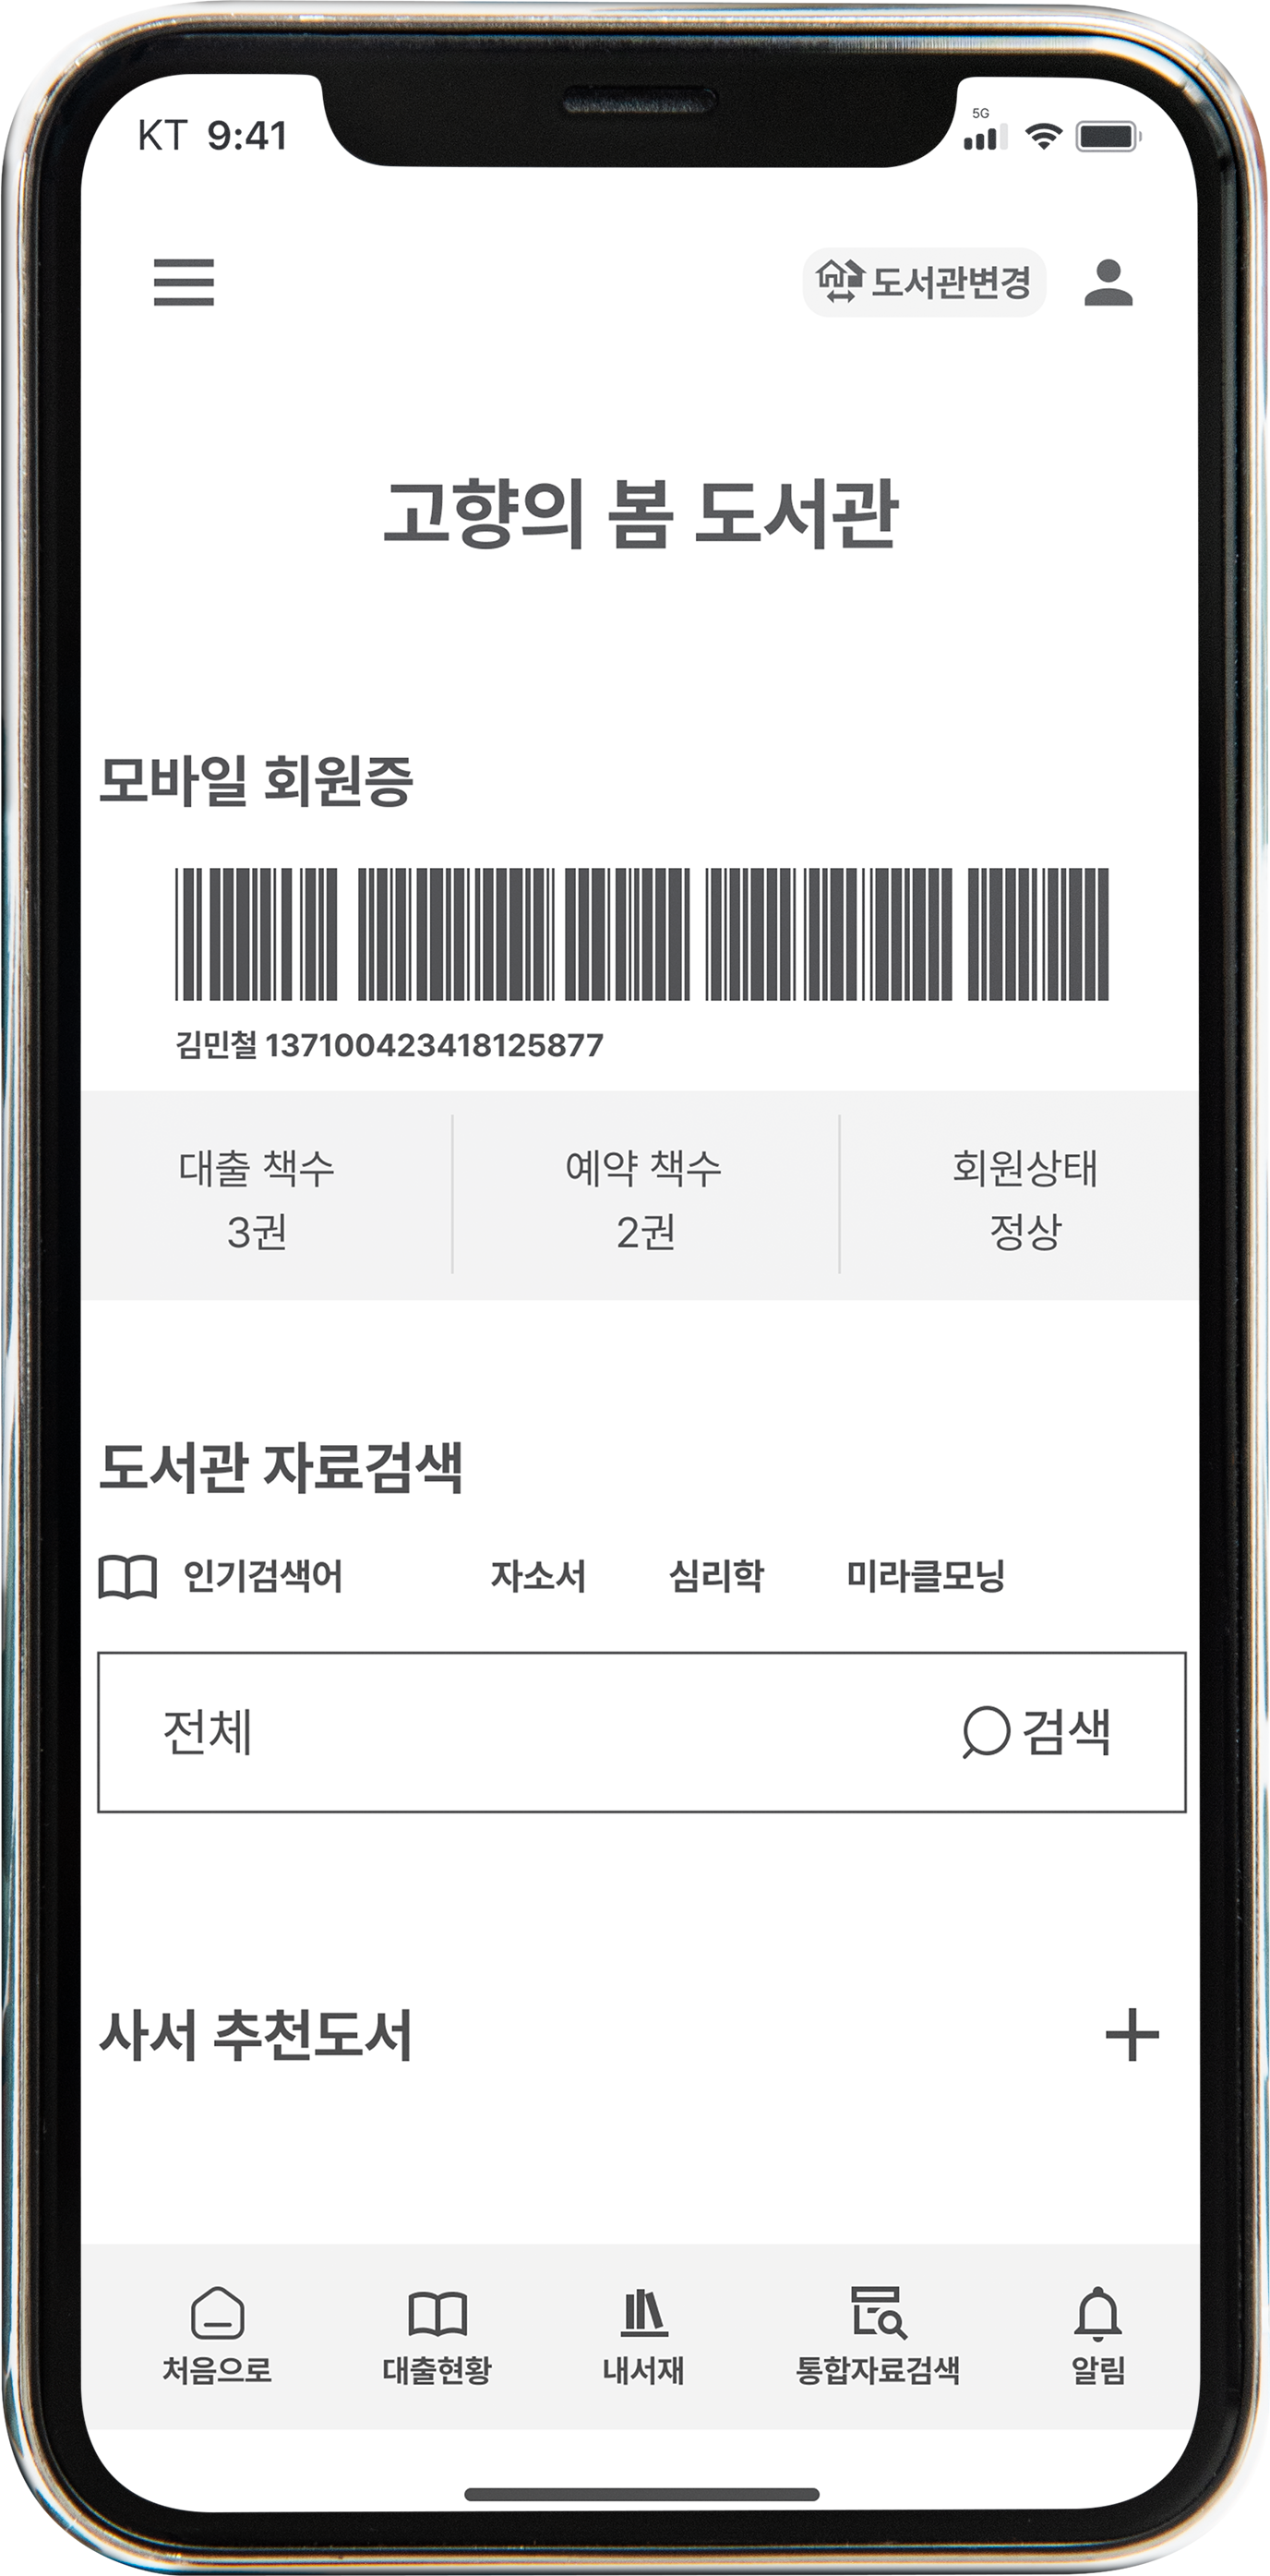 KT 9:41
5G
도서관변경
고향의 봄 도서관
모바일 회원증
김민철 137100423418125877
대출 책수 예약 책수 회원상태
3권 2권 정상
도서관 자료검색
인기검색어 자소서 심리학 미라클모닝
전체 검색
사서 추천도서
처음으로 대출현황 내서재 통합자료검색 알림